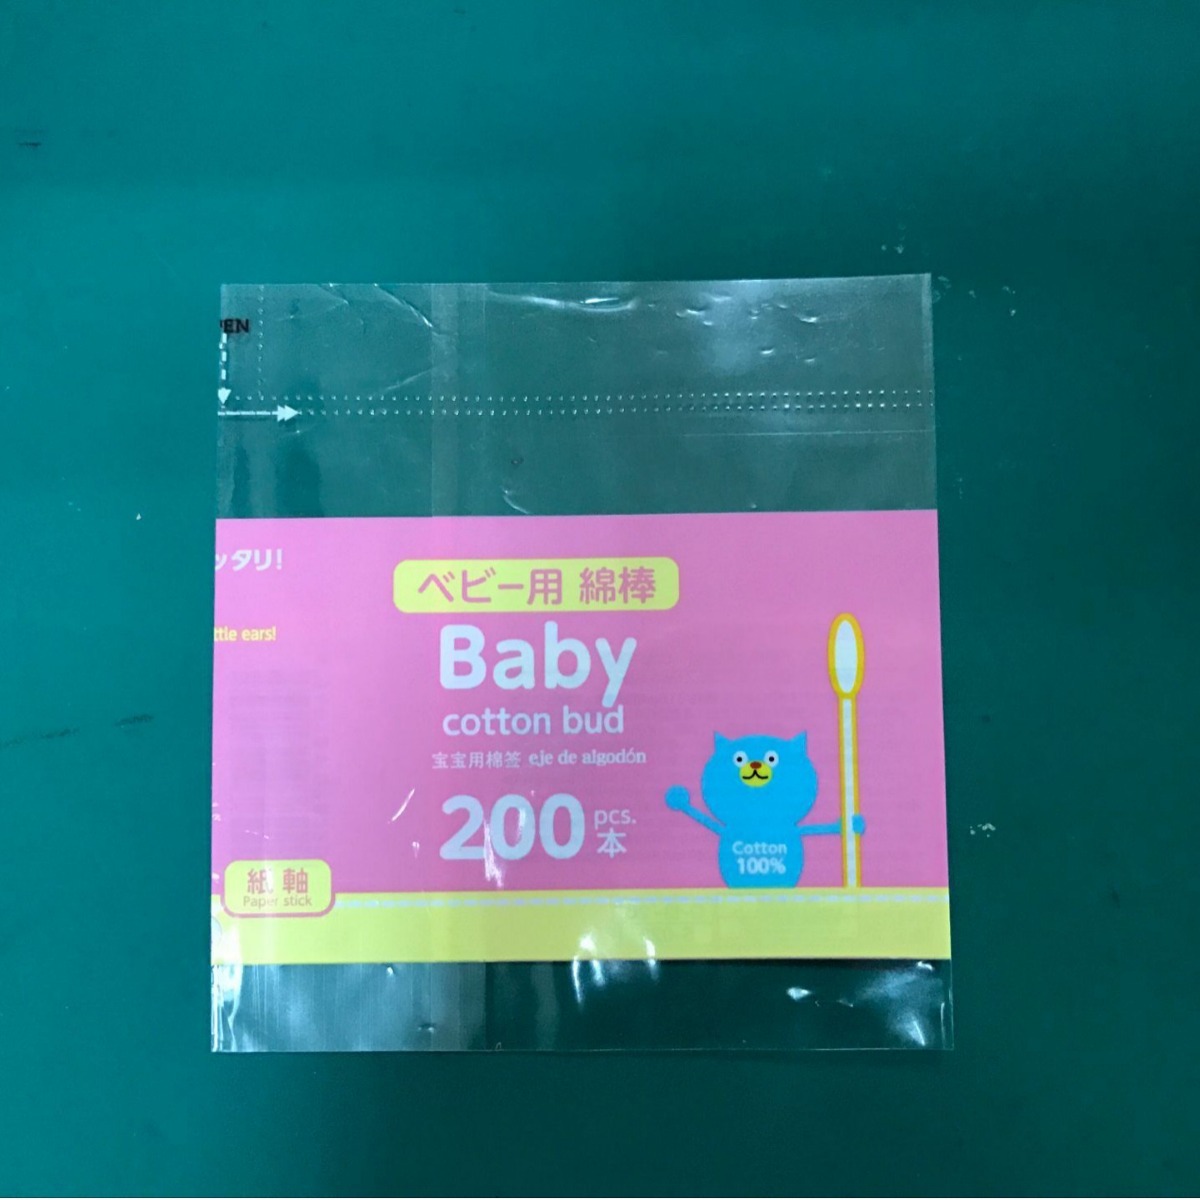 EN
ッタリ!
ttle ears!
ベビー用 綿棒
Baby
cotton bud
宝宝用棉签 eje de algodón
200 pcs.
本
Cotton
100%
紙 軸
Paper stick